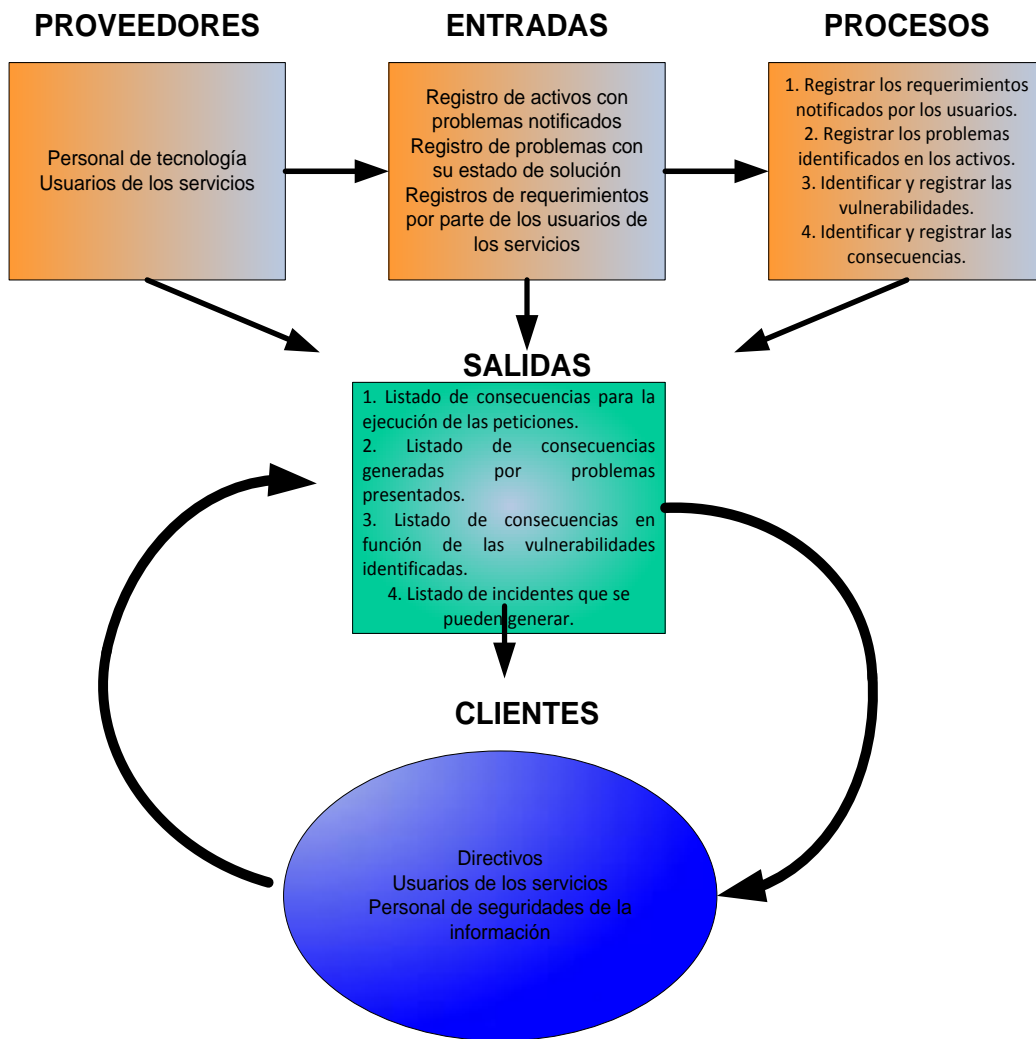 PROVEEDORES
ENTRADAS
PROCESOS
Personal de tecnología
Usuarios de los servicios
Registro de activos con
problemas notificados
Registro de problemas con
su estado de solución
Registros de requerimientos
por parte de los usuarios de
los servicios
1. Registrar los requerimientos
notificados por los usuarios.
2. Registrar los problemas
identificados en los activos.
3. Identificar y registrar las
vulnerabilidades.
4. Identificar y registrar las
consecuencias.
SALIDAS
1. Listado de consecuencias para la
ejecución de las peticiones.
2. Listado de consecuencias
generadas por problemas
presentados.
3. Listado de consecuencias en
función de las vulnerabilidades
identificadas.
4. Listado de incidentes que se
pueden generar.
CLIENTES
Directivos
Usuarios de los servicios
Personal de seguridades de la
información